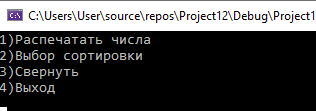 C:\Users\User\source\repos\Project12\Debug\Project1
1)Распечатать числа
2)Выбор сортировки
3)Свернуть
4)Выход